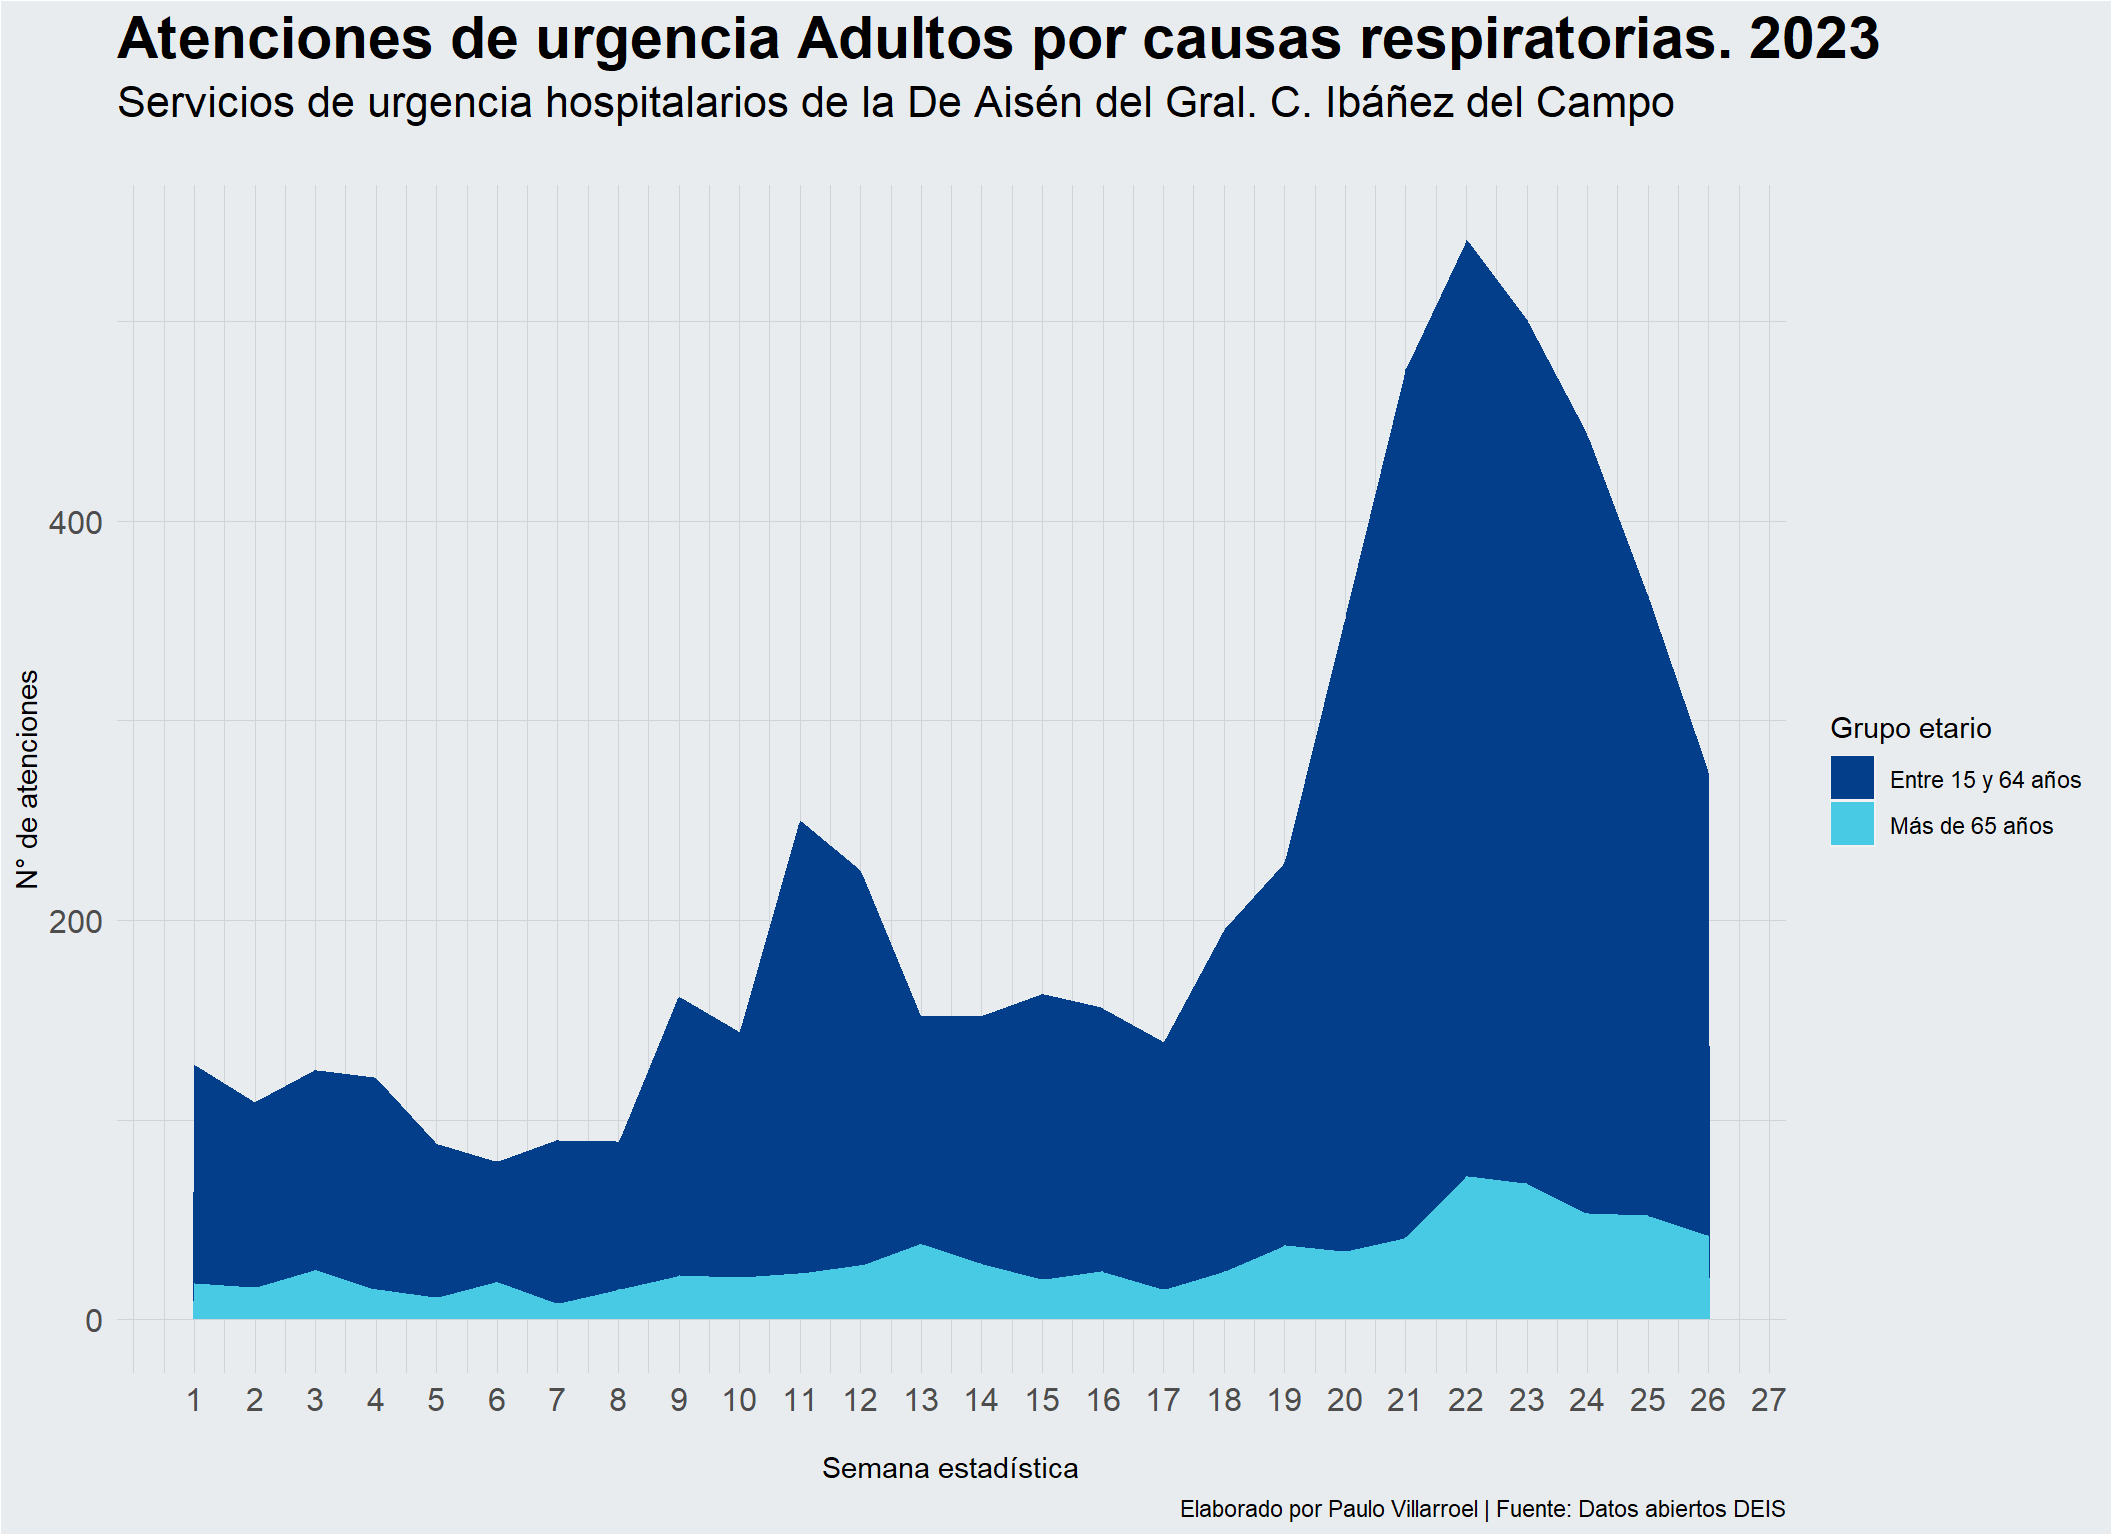 Atenciones de urgencia Adultos por causas respiratorias. 2023
Servicios de urgencia hospitalarios de la De Aisén del Gral. C. Ibáñez del Campo
N° de atenciones
400
200
0
Grupo etario
Entre 15 y 64 años
Más de 65 años
1 2 3 4 5 6 7 8 9 10 11 12 13 14 15 16 17 18 19 20 21 22 23 24 25 26 27
Semana estadística
Elaborado por Paulo Villarroel | Fuente: Datos abiertos DEIS